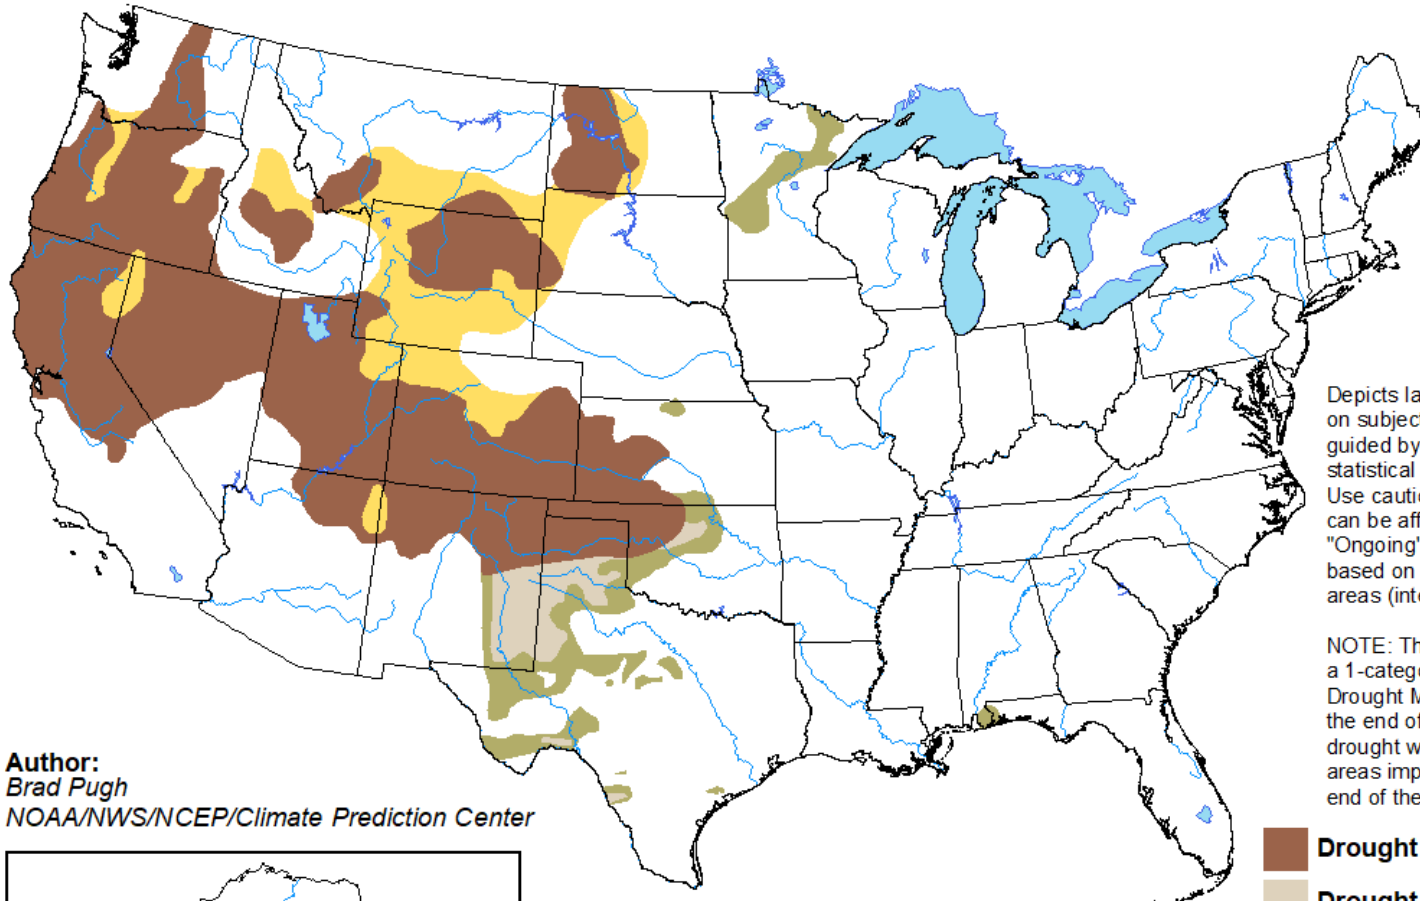 Depicts la
on subject
guided by
statistical
Use cautio
can be aff
"Ongoing"
based on
areas (inte
NOTE: Th
a 1-catego
Drought M
the end of
drought w
areas imp
end of the
Author:
Brad Pugh
NOAA/NWS/NCEP/Climate Prediction Center
Drought
Drought